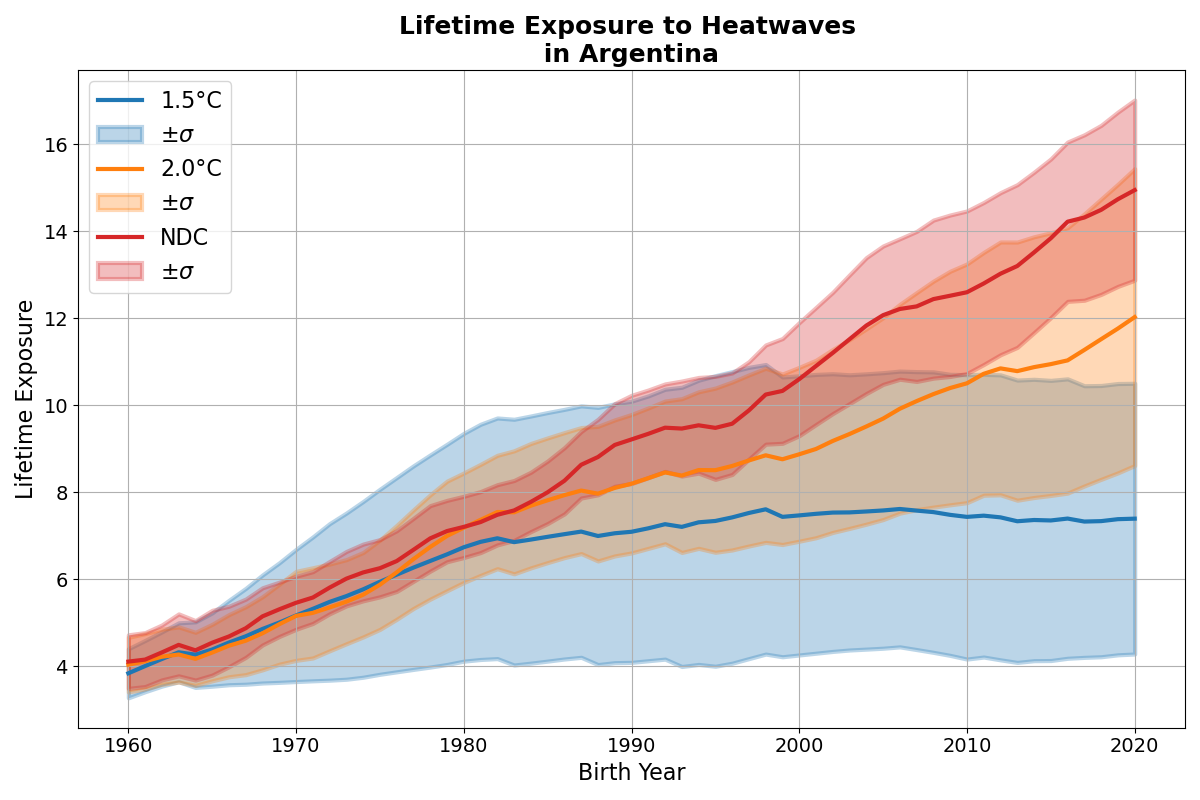 Lifetime Exposure to Heatwaves
in Argentina
1.5°C
±σ
2.0°C
±σ
NDC
±σ
Lifetime Exposure
16
14
12
10
8
6
4
1960 1970 1980 1990 2000 2010 2020
Birth Year